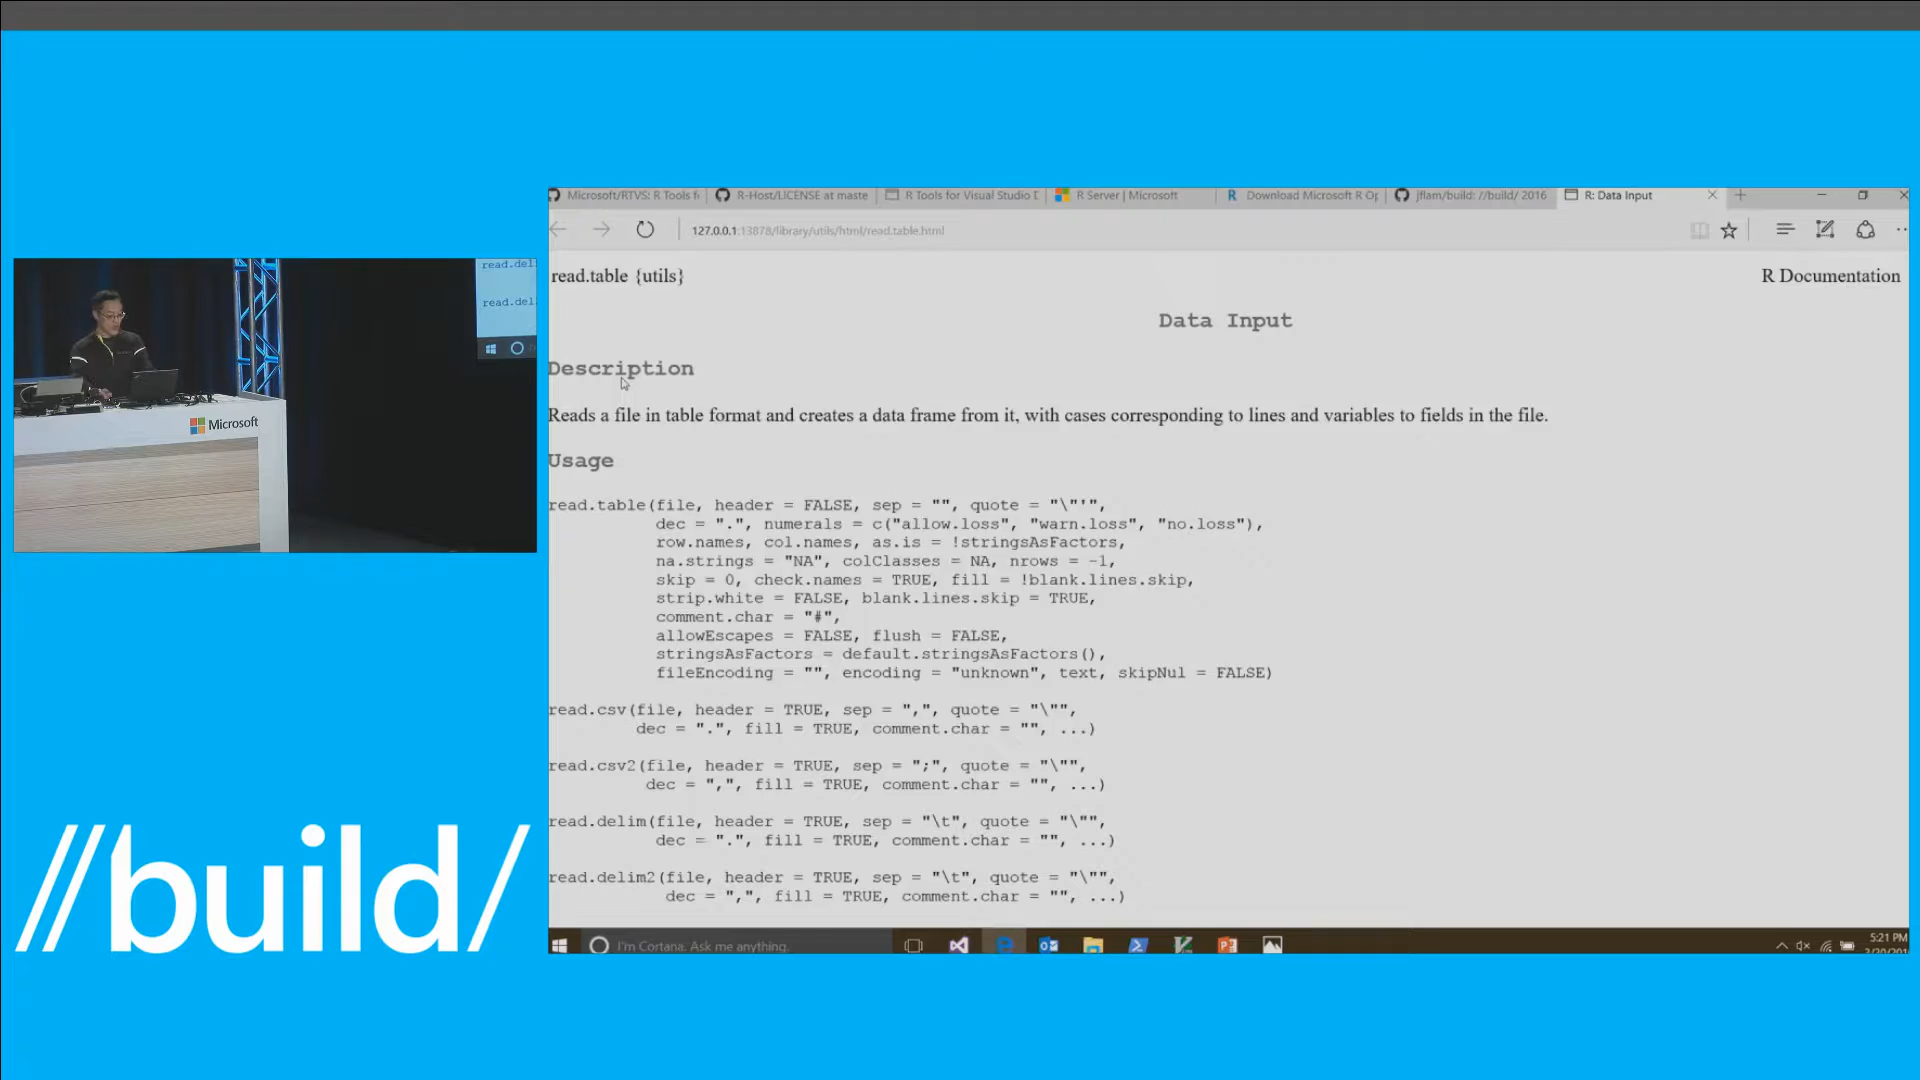 Microsoft/RTVS: R Tools f
R-Host/LICENSE at maste
R Tools for Visual Studio D
R Server | Microsoft
Download Microsoft R Op
jflam/build: //build/ 2016
R: Data Input
127.0.0.1:13878/library/utils/html/read.table.html
read.table {utils}
R Documentation
Data Input
Description
Reads a file in table format and creates a data frame from it, with cases corresponding to lines and variables to fields in the file.
Usage
read.table(file, header = FALSE, sep = "", quote = "\"'",
dec = ".", numerals = c("allow.loss", "warn.loss", "no.loss"),
row.names, col.names, as.is = !stringsAsFactors,
na.strings = "NA", colClasses = NA, nrows = -1,
skip = 0, check.names = TRUE, fill = !blank.lines.skip,
strip.white = FALSE, blank.lines.skip = TRUE,
comment.char = "#",
allowEscapes = FALSE, flush = FALSE,
stringsAsFactors = default.stringsAsFactors(),
fileEncoding = "", encoding = "unknown", text, skipNul = FALSE)
read.csv(file, header = TRUE, sep = ",", quote = "\"",
dec = ".", fill = TRUE, comment.char = "", ...)
read.csv2(file, header = TRUE, sep = ";", quote = "\"",
dec = ",", fill = TRUE, comment.char = "", ...)
read.delim(file, header = TRUE, sep = "\t", quote = "\"",
dec = ".", fill = TRUE, comment.char = "", ...)
read.delim2(file, header = TRUE, sep = "\t", quote = "\"",
dec = ",", fill = TRUE, comment.char = "", ...)
I'm Cortana. Ask me anything.
5:21 PM
read.del
read.del
Microsoft
//build/